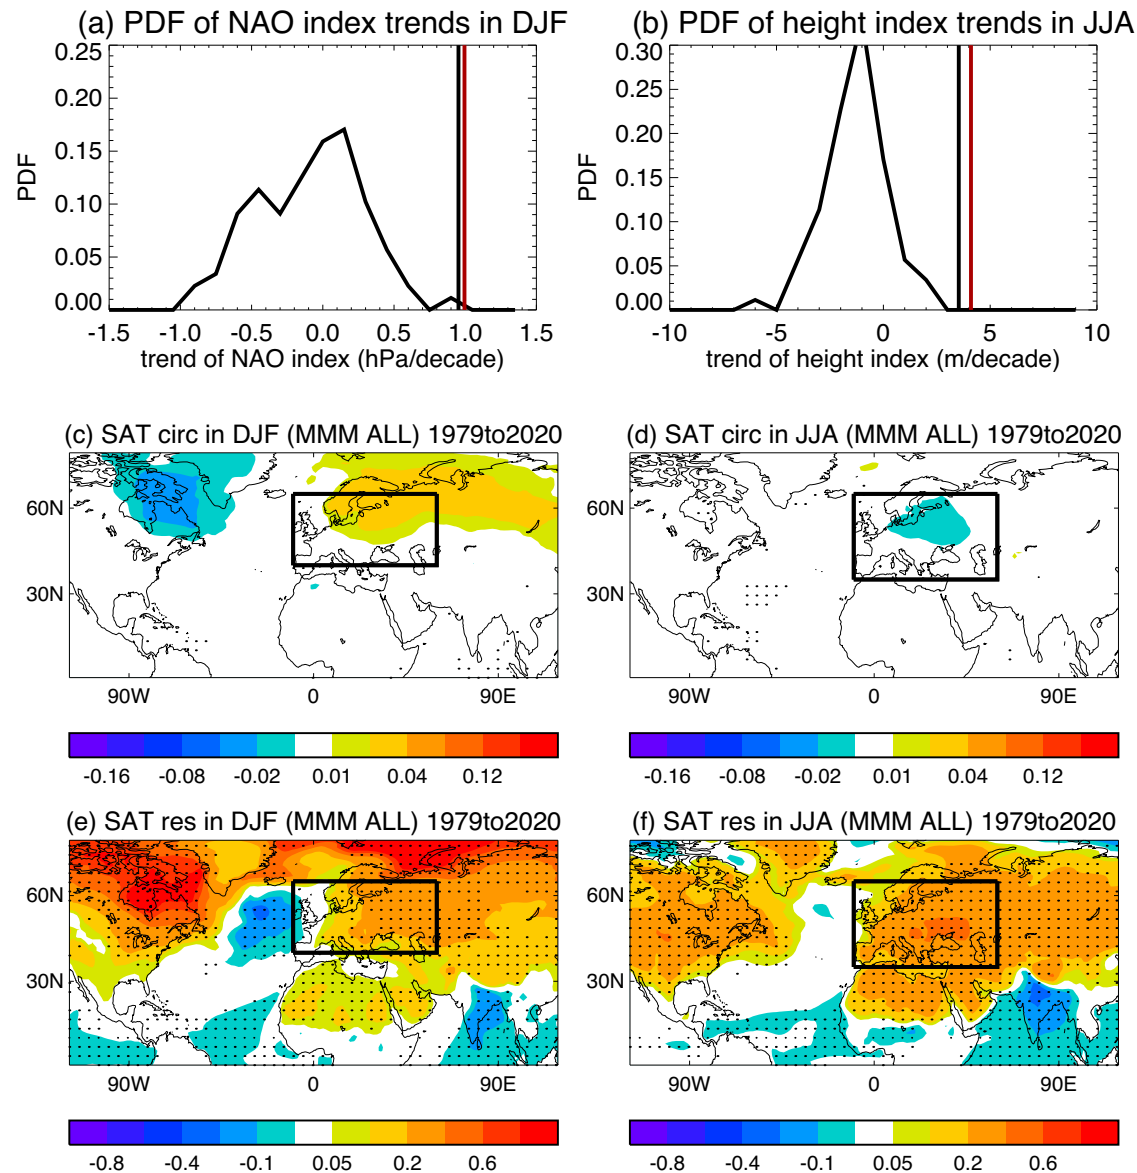 (a) PDF of NAO index trends in DJF
(b) PDF of height index trends in JJA
0.25
0.20
0.15
0.10
0.05
0.00
PDF
-1.5 -1.0 -0.5 0.0 0.5 1.0 1.5
trend of NAO index (hPa/decade)
0.30
0.25
0.20
0.15
0.10
0.05
0.00
PDF
-10 -5 0 5 10
trend of height index (m/decade)
(c) SAT circ in DJF (MMM ALL) 1979to2020
60N
30N
90W 0 90E
-0.16 -0.08 -0.02 0.01 0.04 0.12
(d) SAT circ in JJA (MMM ALL) 1979to2020
60N
30N
90W 0 90E
-0.16 -0.08 -0.02 0.01 0.04 0.12
(e) SAT res in DJF (MMM ALL) 1979to2020
60N
30N
90W 0 90E
-0.8 -0.4 -0.1 0.05 0.2 0.6
(f) SAT res in JJA (MMM ALL) 1979to2020
60N
30N
90W 0 90E
-0.8 -0.4 -0.1 0.05 0.2 0.6